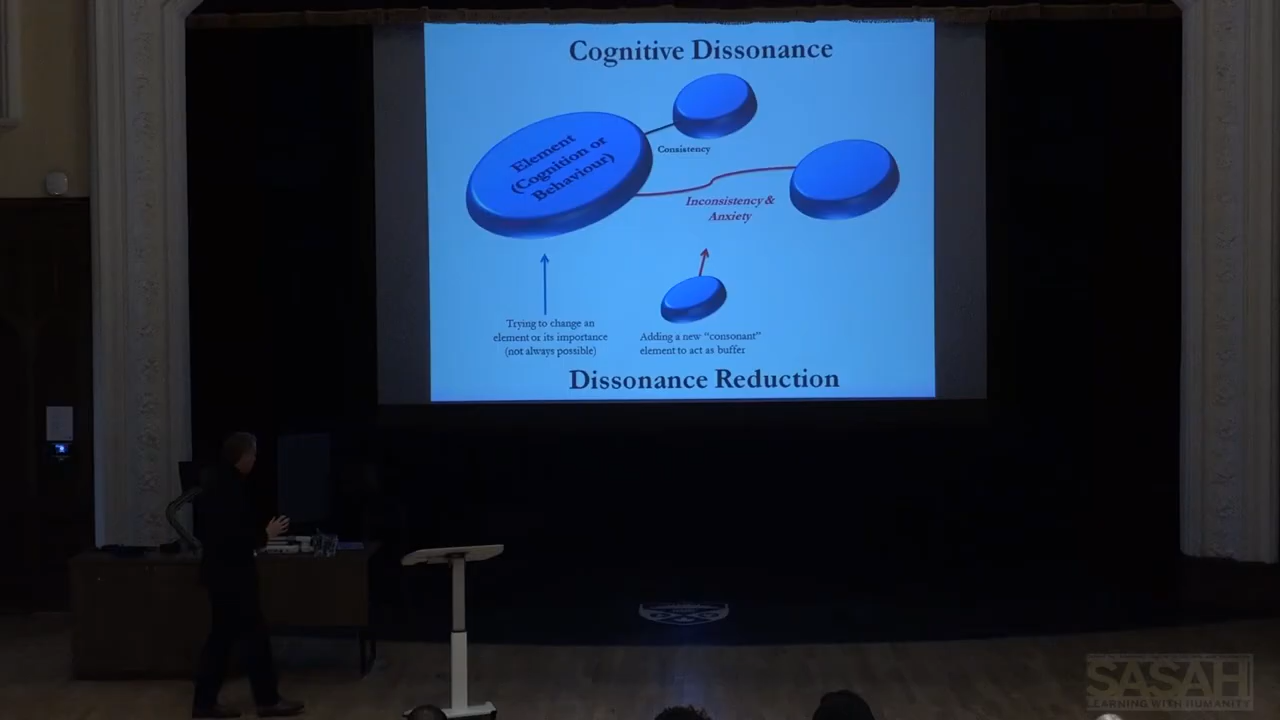 Cognitive Dissonance
Element
(Cognition or
Behaviour)
Consistency
Inconsistency &
Anxiety
Trying to change an
element or its importance
(not always possible)
Adding a new “consonant”
element to act as buffer
Dissonance Reduction
SASAH
LEARNING WITH HUMANITY